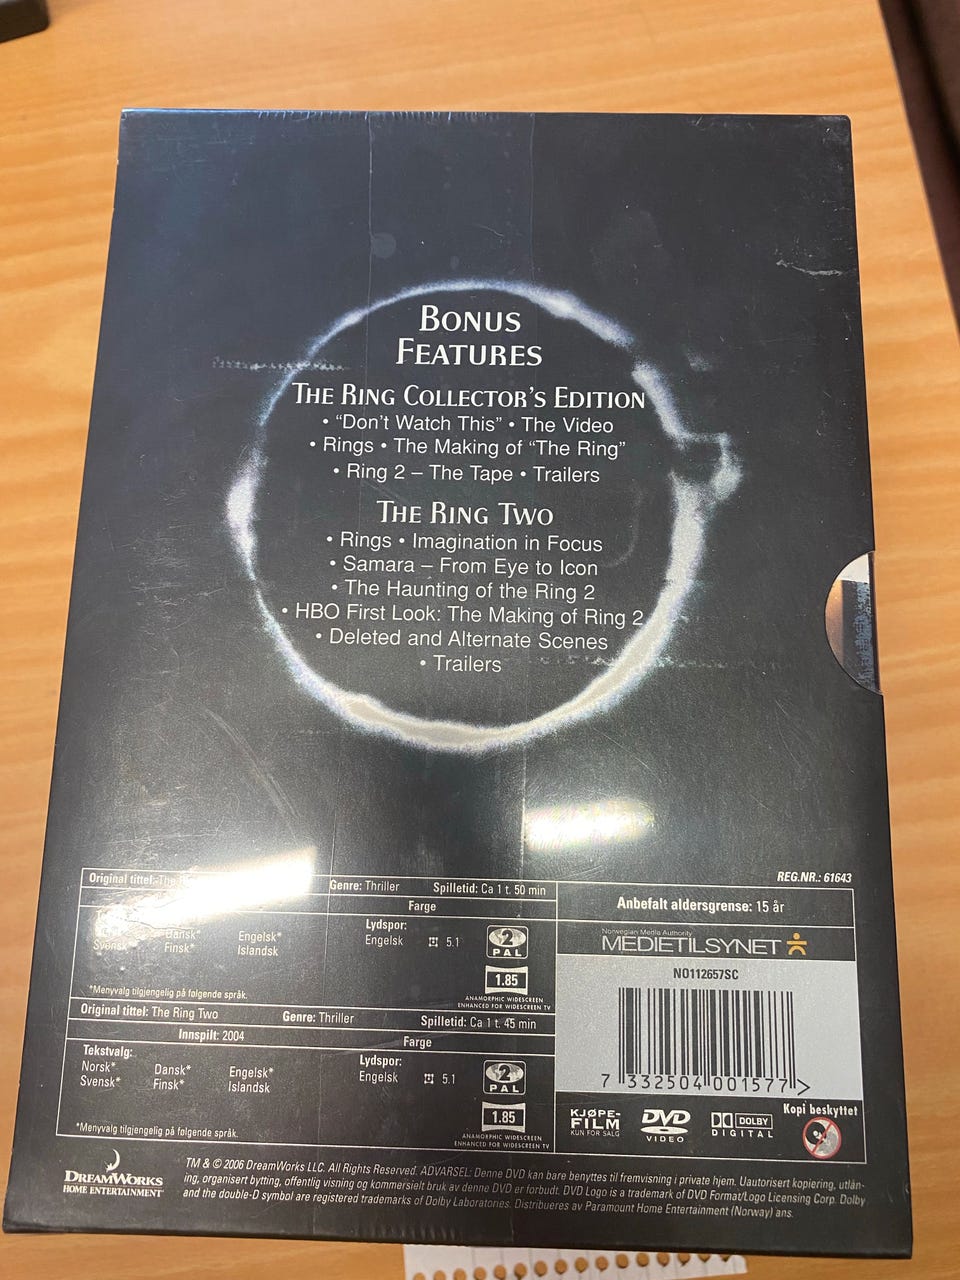 BONUS
FEATURES
THE RING COLLECTOR'S EDITION
• "Don't Watch This" • The Video
• Rings • The Making of "The Ring"
• Ring 2 – The Tape • Trailers
THE RING TWO
• Rings • Imagination in Focus
• Samara – From Eye to Icon
• The Haunting of the Ring 2
• HBO First Look: The Making of Ring 2
• Deleted and Alternate Scenes
• Trailers
REG.NR.: 61643
Original tittel: The Genre: Thriller Spilletid: Ca 1 t. 50 min
Farge
Dansk* Engelsk*
Svensk* Finsk* Islandsk
Lydspor:
Engelsk 5.1
2
PAL
1.85
ANAMORPHIC WIDESCREEN
ENHANCED FOR WIDESCREEN TV
*Menyvalg tilgjengelig på følgende språk.
Original tittel: The Ring Two Genre: Thriller Spilletid: Ca 1 t. 45 min
Innspilt: 2004 Farge
Tekstvalg:
Norsk* Dansk* Engelsk*
Svensk* Finsk* Islandsk
Lydspor:
Engelsk 5.1
2
PAL
1.85
ANAMORPHIC WIDESCREEN
ENHANCED FOR WIDESCREEN TV
*Menyvalg tilgjengelig på følgende språk.
Anbefalt aldersgrense: 15 år
Norwegian Media Authority
MEDIETILSYNET
NO112657SC
7 332504 001577 >
KJØPE-
FILM
KUN FOR SALG
DVD
VIDEO
DOLBY
DIGITAL
Kopi beskyttet
DREAMWORKS
HOME ENTERTAINMENT
TM & © 2006 DreamWorks LLC. All Rights Reserved. ADVARSEL: Denne DVD kan bare benyttes til fremvisning i private hjem. Uautorisert kopiering, utlån-
ing, organisert bytting, offentlig visning og kommersielt bruk av denne DVD er forbudt. DVD Logo is a trademark of DVD Format/Logo Licensing Corp. Dolby
and the double-D symbol are registered trademarks of Dolby Laboratories. Distribueres av Paramount Home Entertainment (Norway) ans.